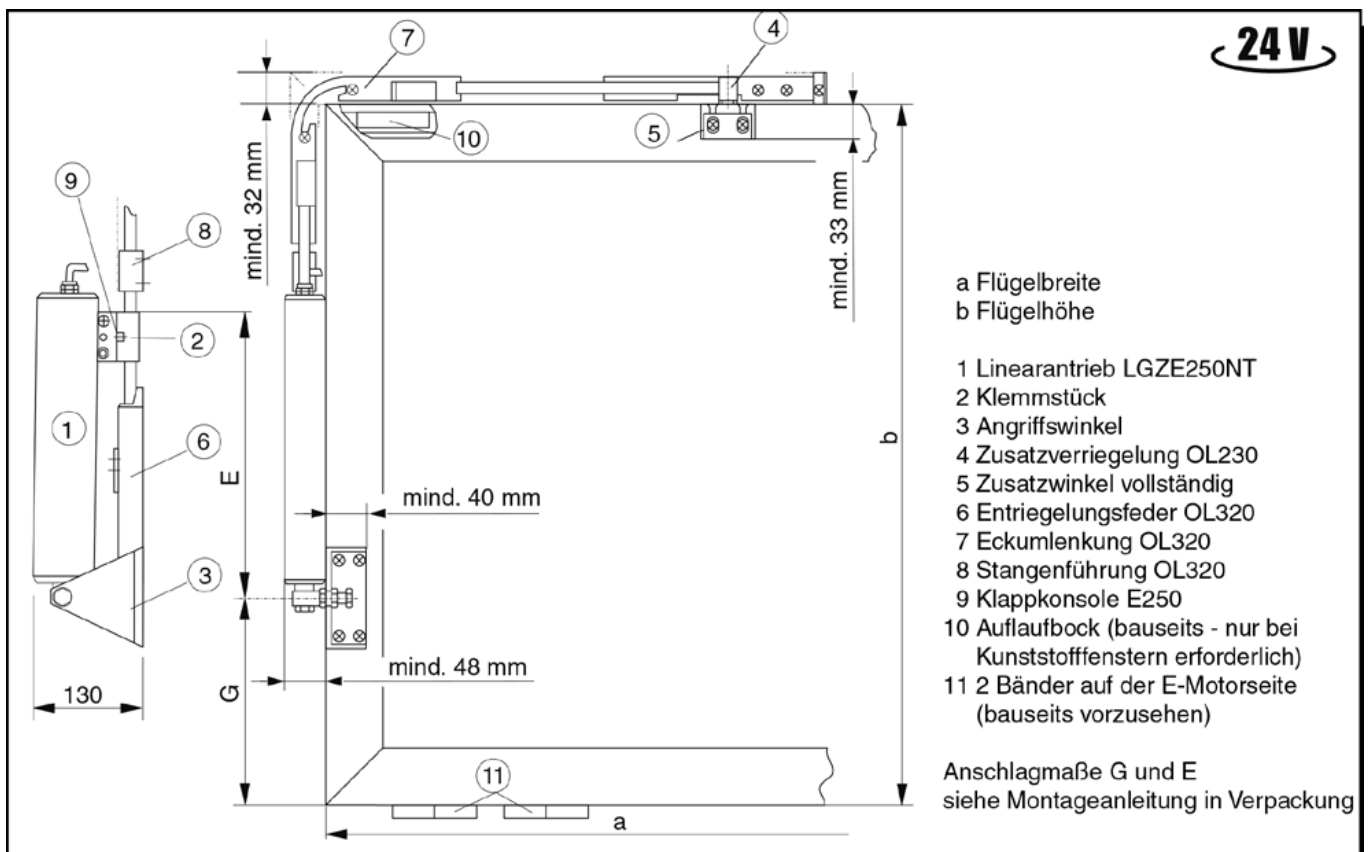 24 V
7
4
10
5
9
8
mind. 32 mm
mind. 33 mm
2
1
6
E
b
mind. 40 mm
3
mind. 48 mm
130
G
11
a
a Flügelbreite
b Flügelhöhe
1 Linearantrieb LGZE250NT
2 Klemmstück
3 Angriffswinkel
4 Zusatzverriegelung OL230
5 Zusatzwinkel vollständig
6 Entriegelungsfeder OL320
7 Eckumlenkung OL320
8 Stangenführung OL320
9 Klappkonsole E250
10 Auflaufbock (bauseits - nur bei
Kunststofffenstern erforderlich)
11 2 Bänder auf der E-Motorseite
(bauseits vorzusehen)
Anschlagmaße G und E
siehe Montageanleitung in Verpackung